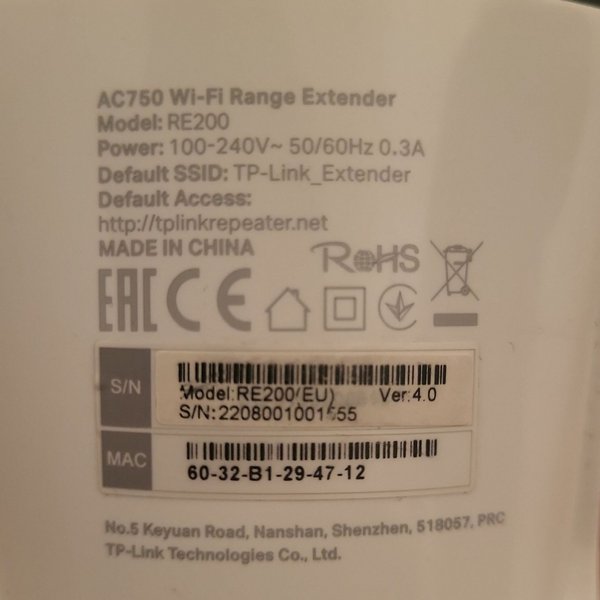 AC750 Wi-Fi Range Extender
Model: RE200
Power: 100-240V~ 50/60Hz 0.3A
Default SSID: TP-Link_Extender
Default Access:
http://tplinkrepeater.net
MADE IN CHINA
RoHS
EAC CE
S/N
Model:RE200(EU) Ver:4.0
S/N:
MAC
60-32-B1-29-47-12
No.5 Keyuan Road, Nanshan, Shenzhen, 518057, PRC
TP-Link Technologies Co., Ltd.